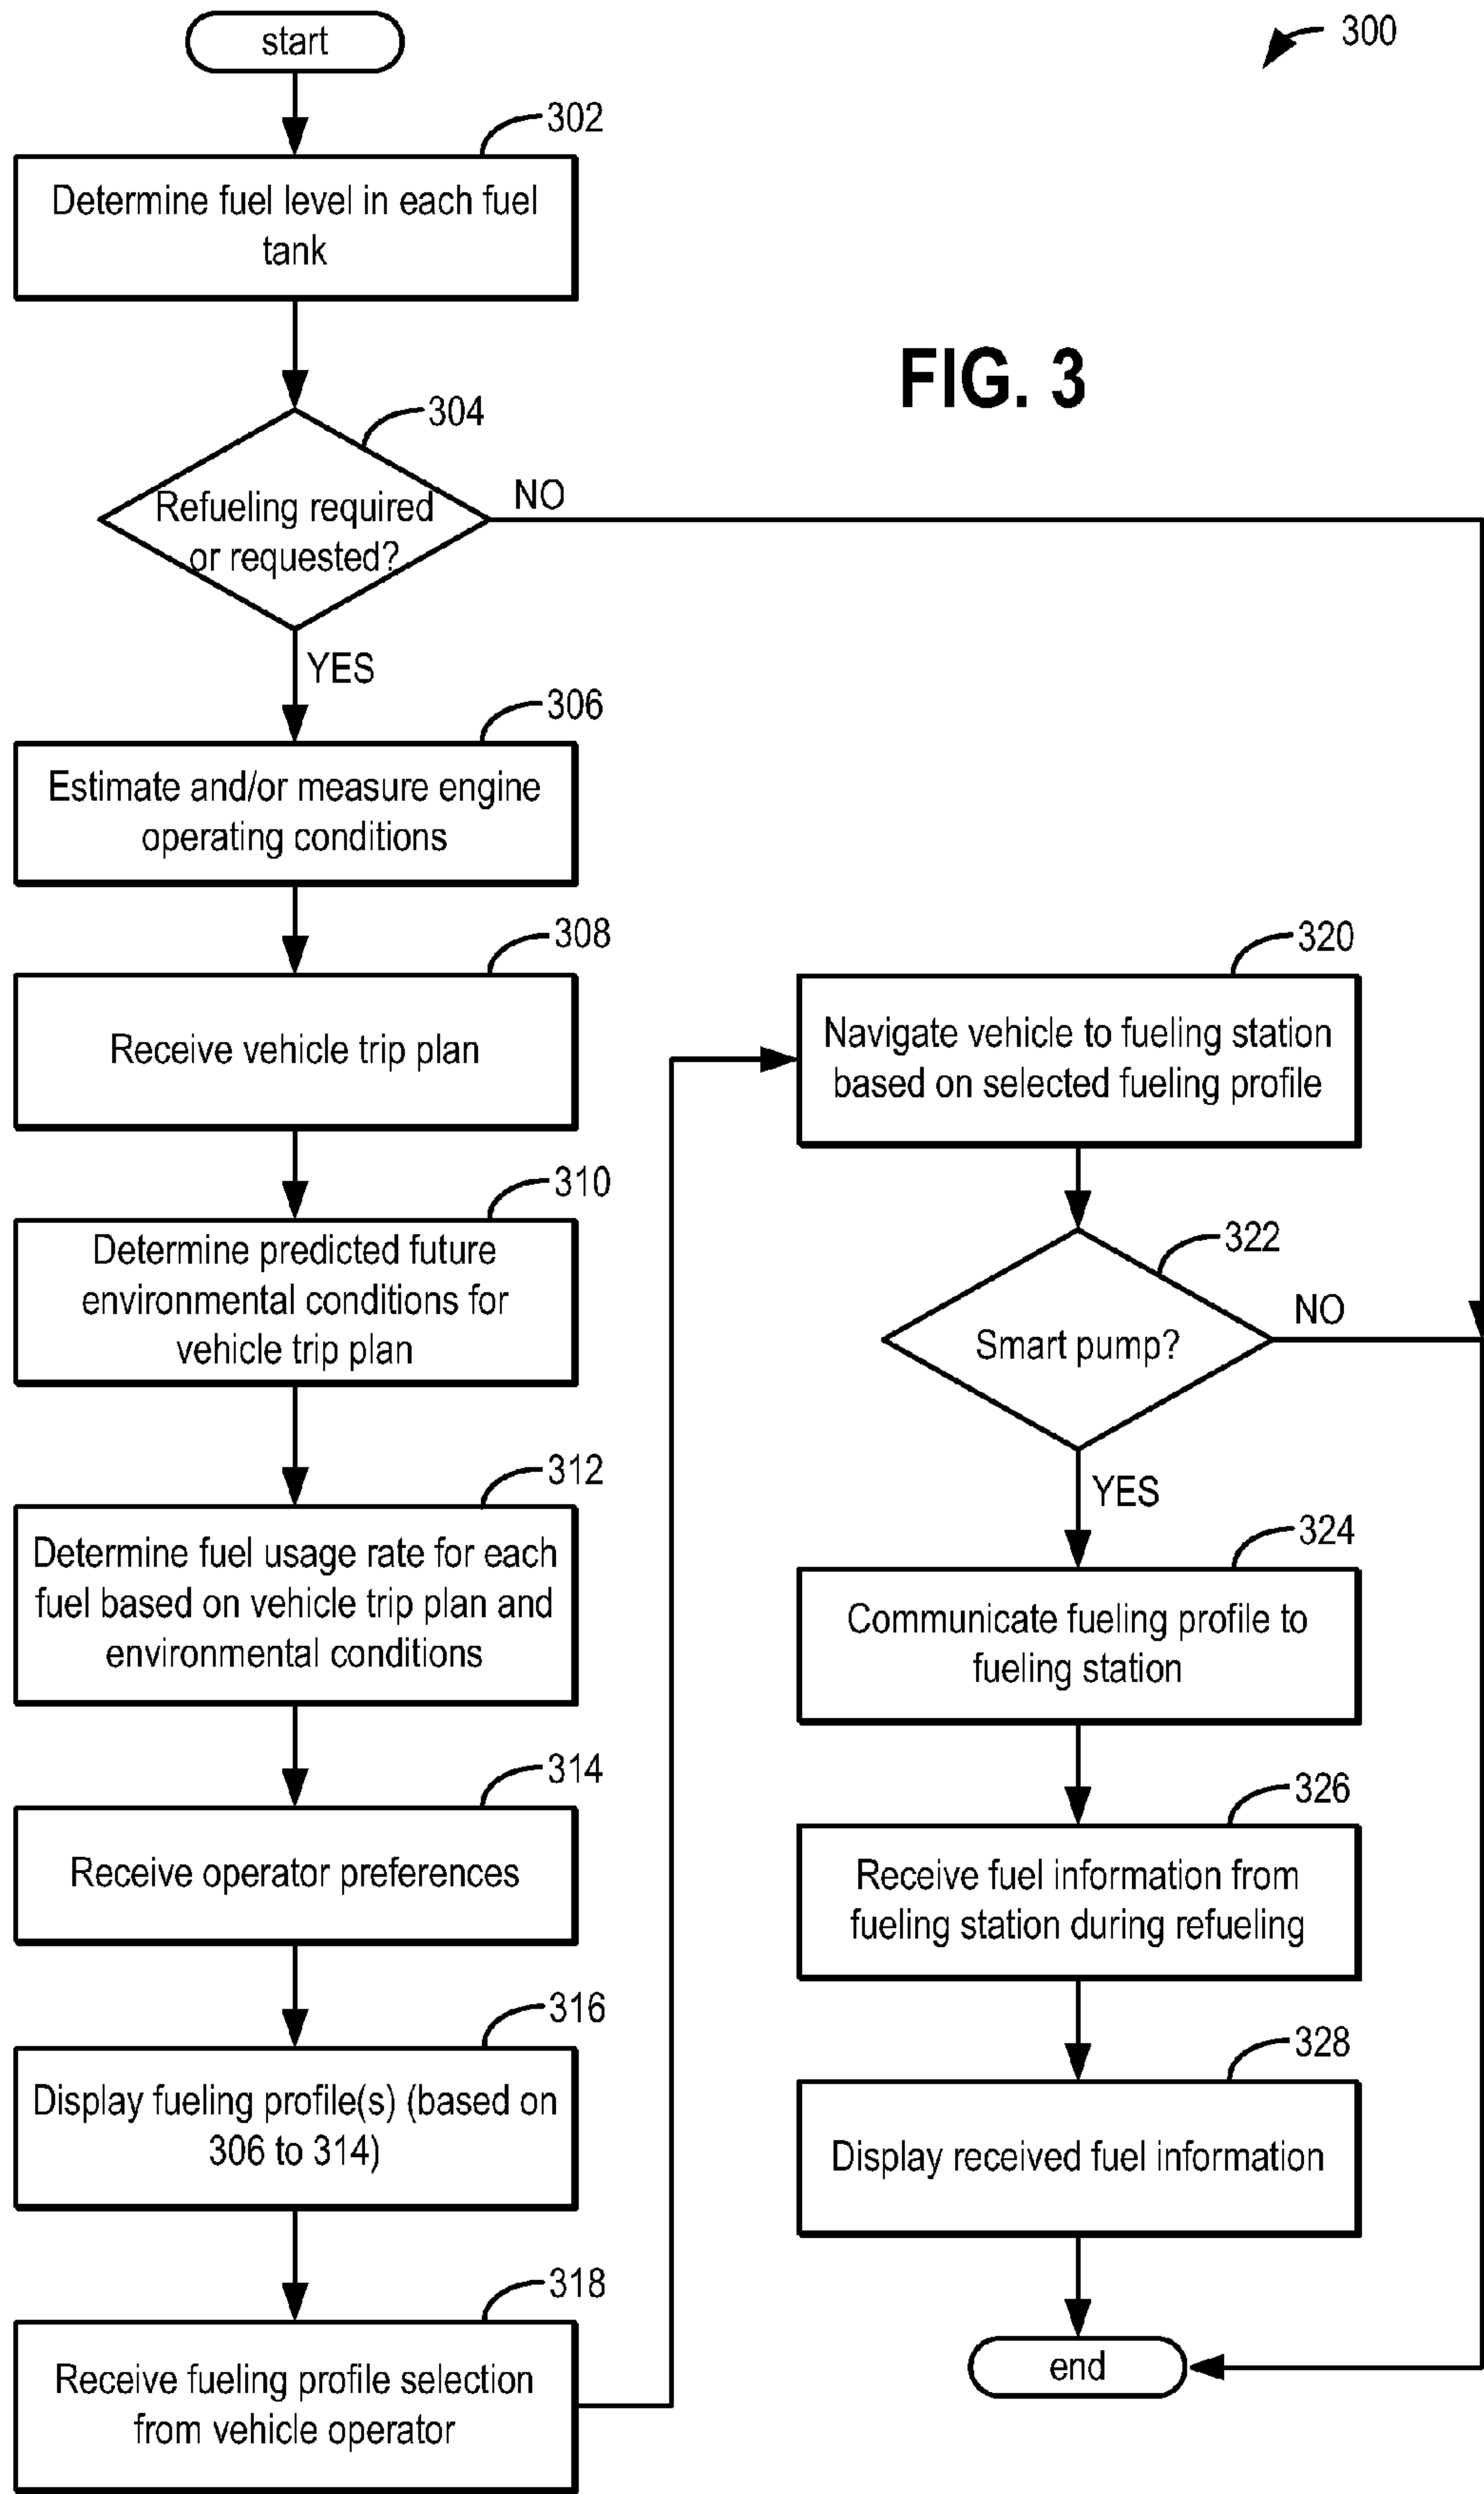 start
300
302
Determine fuel level in each fuel
tank
FIG. 3
304
Refueling required
or requested?
NO
YES
306
Estimate and/or measure engine
operating conditions
308
Receive vehicle trip plan
310
Determine predicted future
environmental conditions for
vehicle trip plan
312
Determine fuel usage rate for each
fuel based on vehicle trip plan and
environmental conditions
314
Receive operator preferences
316
Display fueling profile(s) (based on
306 to 314)
318
Receive fueling profile selection
from vehicle operator
320
Navigate vehicle to fueling station
based on selected fueling profile
322
Smart pump?
NO
YES
324
Communicate fueling profile to
fueling station
326
Receive fuel information from
fueling station during refueling
328
Display received fuel information
end